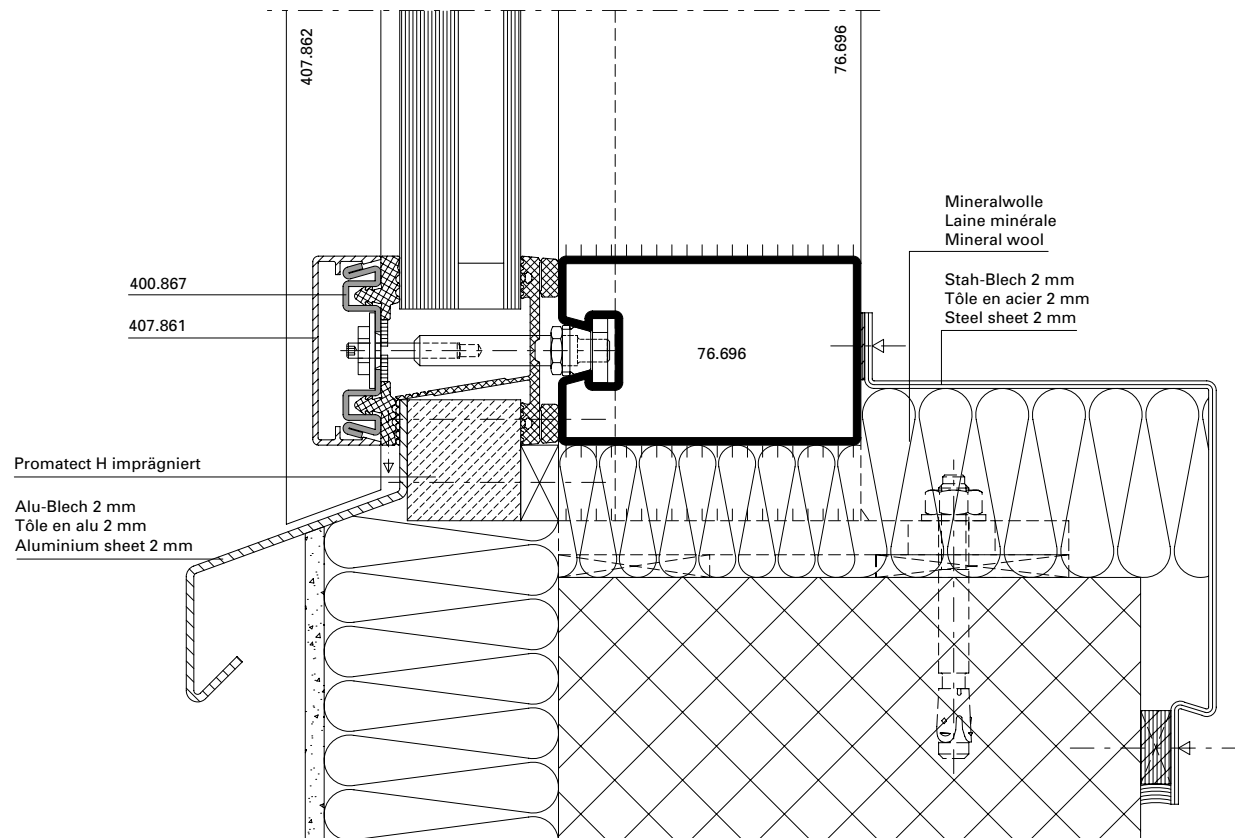 407.862
76.696
Mineralwolle
Laine minérale
Mineral wool
Stah-Blech 2 mm
Tôle en acier 2 mm
Steel sheet 2 mm
400.867
407.861
76.696
Promatect H imprägniert
Alu-Blech 2 mm
Tôle en alu 2 mm
Aluminium sheet 2 mm